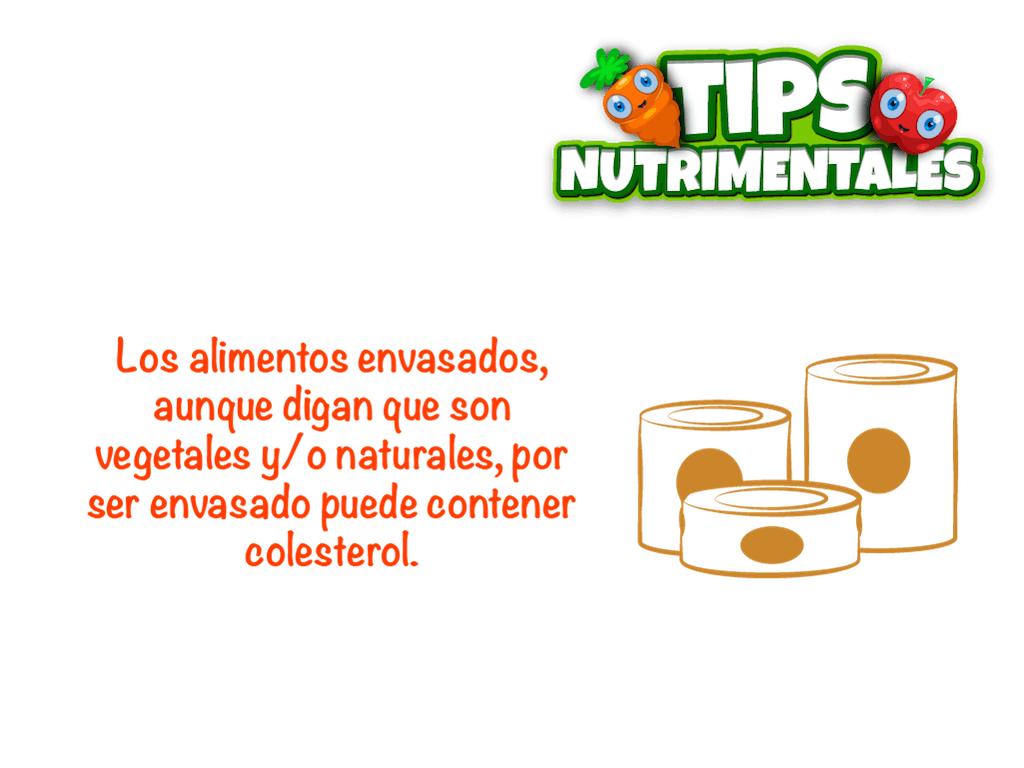 TIPS
NUTRIMENTALES
Los alimentos envasados,
aunque digan que son
vegetales y/o naturales, por
ser envasado puede contener
colesterol.